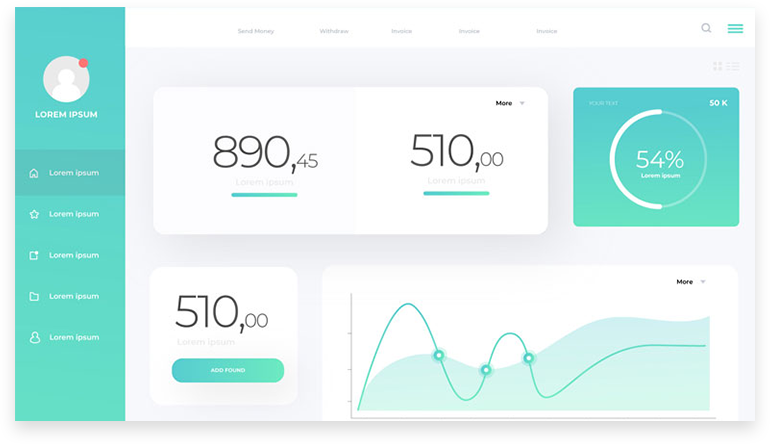 Send Money
Withdraw
Invoice
Invoice
Invoice
LOREM IPSUM
Lorem ipsum
Lorem ipsum
Lorem ipsum
Lorem ipsum
Lorem ipsum
More
890,45
Lorem ipsum
510,00
Lorem ipsum
YOUR TEXT
50 K
54%
Lorem ipsum
510,00
Lorem ipsum
ADD FOUND
More